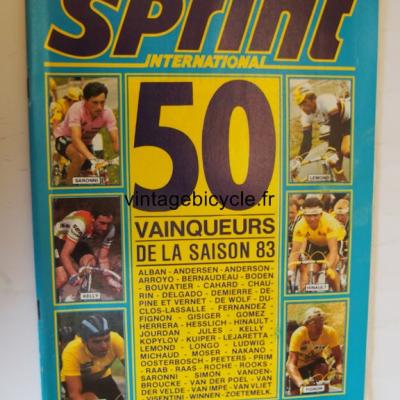 Sprint
INTERNATIONAL
50
SARONNI
LEMOND
vintagebicycle.fr
VAINQUEURS
DE LA SAISON 83
KELLY
HINAULT
ALBAN - ANDERSEN - ANDERSON -
ARROYO - BERNAUDEAU - BODEN
- BOUVATIER - CAHARD - CHAU-
RIN - DELGADO - DEMIERRE - DE-
PINE ET VERNET - DE WOLF - DU-
CLOS-LASSALLE - FERNANDEZ -
FIGNON - GISIGER - GOMEZ -
HERRERA - HESSLICH - HINAULT -
JOURDAN - JULES - KELLY -
KOPYLOV - KUIPER - LEJARRETA -
LEMOND - LONGO - LUDWIG -
MICHAUD - MOSER - NAKANO -
OOSTERBOSCH - PEETERS - PRIM
- RAAB - RAAS - ROCHE - ROOKS -
SARONNI - SIMON - VANDEN-
BROUCKE - VAN DER POEL - VAN
DER VELDE - VAN IMPE - VAN VLIET
- VISENTINI - WINNEN - ZOETEMELK.
FIGNON